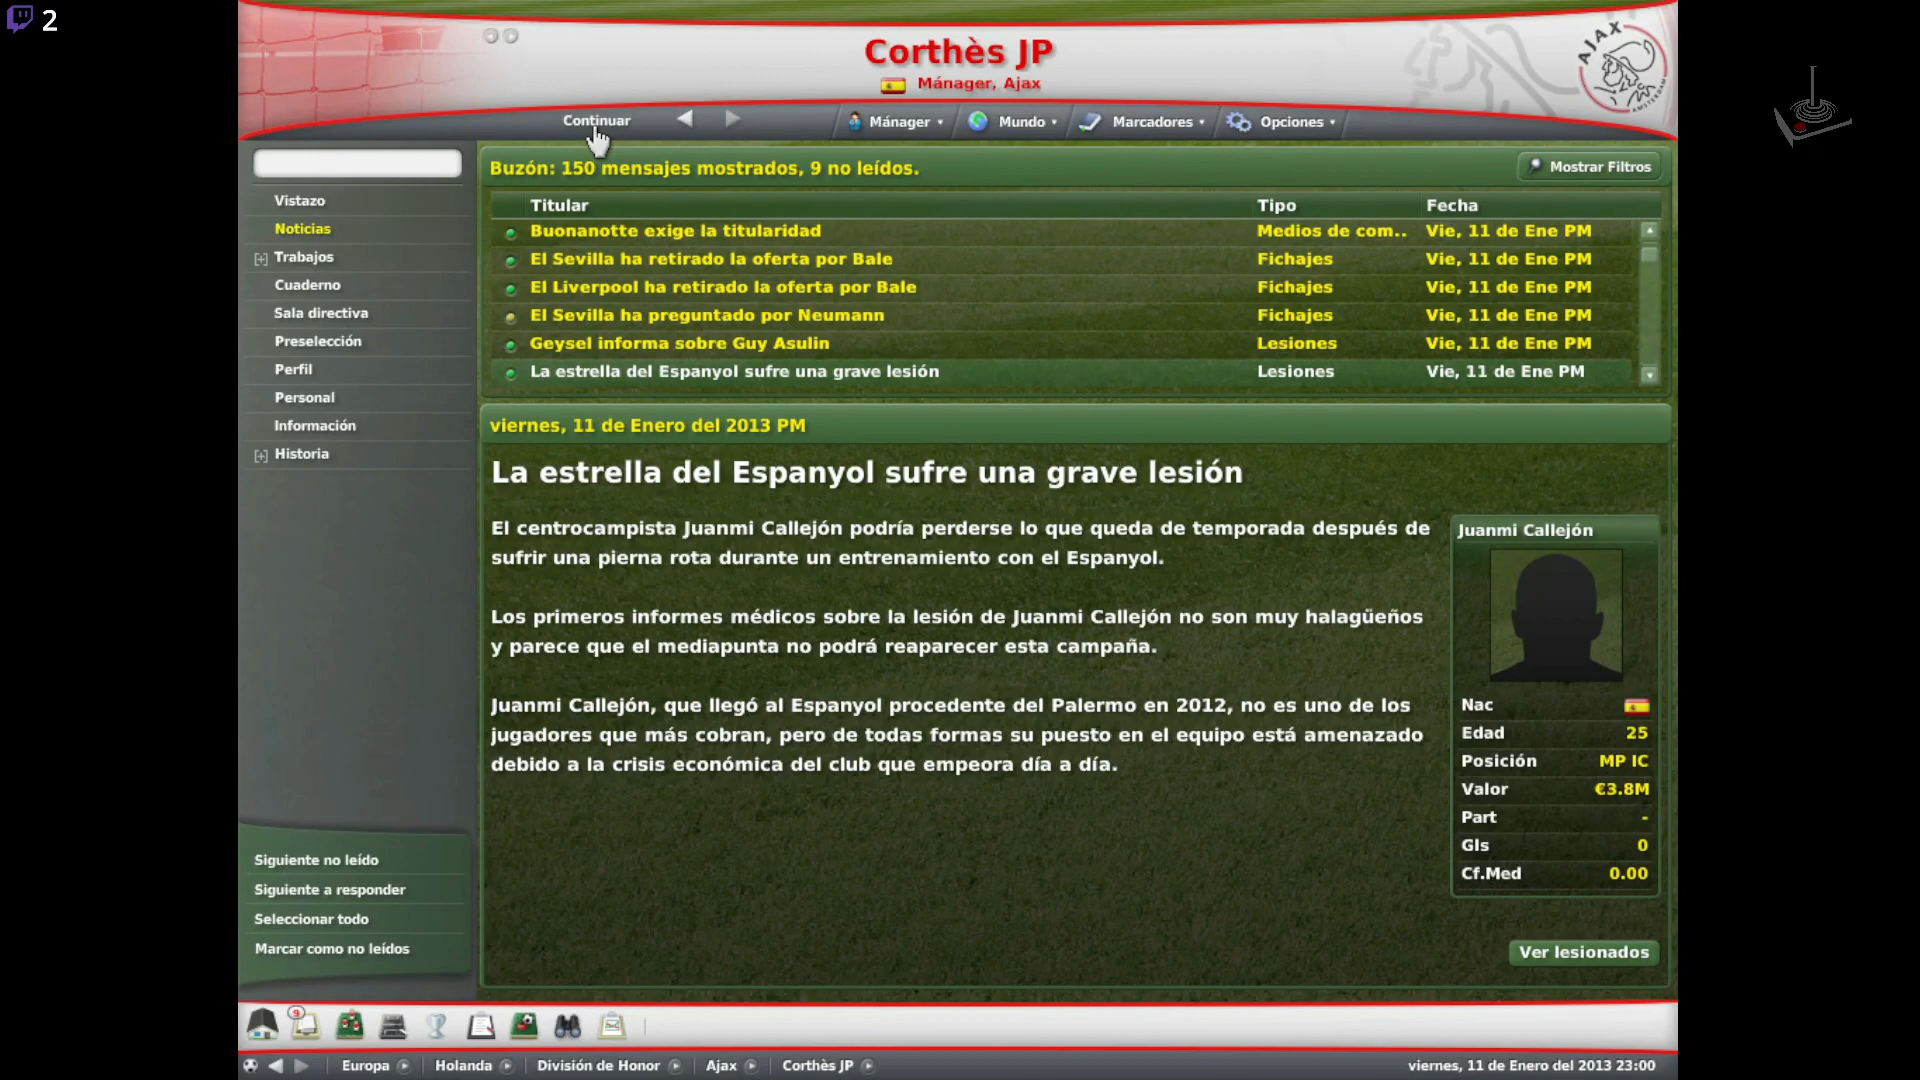 2
Corthès JP
Mánager, Ajax
AJAX
AMSTERDAM
Continuar
Mánager
Mundo
Marcadores
Opciones
Vistazo
Noticias
Trabajos
Cuaderno
Sala directiva
Preselección
Perfil
Personal
Información
Historia
Siguiente no leído
Siguiente a responder
Seleccionar todo
Marcar como no leídos
Buzón: 150 mensajes mostrados, 9 no leídos.
Mostrar Filtros
Titular Tipo Fecha
Buonanotte exige la titularidad Medios de com.. Vie, 11 de Ene PM
El Sevilla ha retirado la oferta por Bale Fichajes Vie, 11 de Ene PM
El Liverpool ha retirado la oferta por Bale Fichajes Vie, 11 de Ene PM
El Sevilla ha preguntado por Neumann Fichajes Vie, 11 de Ene PM
Geysel informa sobre Guy Asulin Lesiones Vie, 11 de Ene PM
La estrella del Espanyol sufre una grave lesión Lesiones Vie, 11 de Ene PM
viernes, 11 de Enero del 2013 PM
La estrella del Espanyol sufre una grave lesión
El centrocampista Juanmi Callejón podría perderse lo que queda de temporada después de
sufrir una pierna rota durante un entrenamiento con el Espanyol.
Los primeros informes médicos sobre la lesión de Juanmi Callejón no son muy halagüeños
y parece que el mediapunta no podrá reaparecer esta campaña.
Juanmi Callejón, que llegó al Espanyol procedente del Palermo en 2012, no es uno de los
jugadores que más cobran, pero de todas formas su puesto en el equipo está amenazado
debido a la crisis económica del club que empeora día a día.
Juanmi Callejón
Nac
Edad 25
Posición MP IC
Valor €3.8M
Part -
Gls 0
Cf.Med 0.00
Ver lesionados
9
Europa
Holanda
División de Honor
Ajax
Corthès JP
viernes, 11 de Enero del 2013 23:00